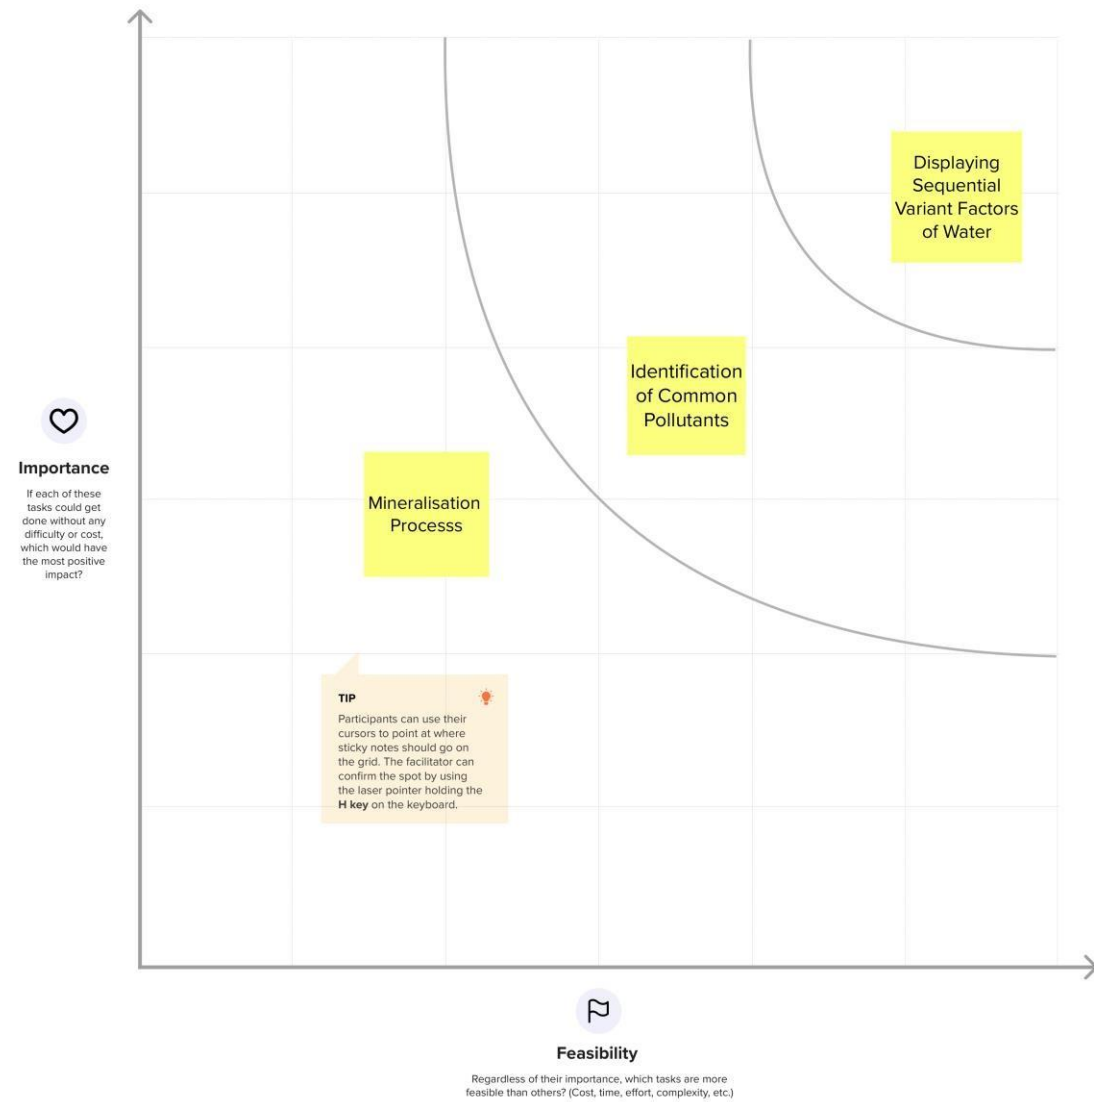 Displaying
Sequential
Variant Factors
of Water
Identification
of Common
Pollutants
Importance
If each of these
tasks could get
done without any
difficulty or cost,
which would have
the most positive
impact?
Mineralisation
Processs
TIP
Participants can use their
cursors to point at where
sticky notes should go on
the grid. The facilitator can
confirm the spot by using
the laser pointer holding the
H key on the keyboard.
Feasibility
Regardless of their importance, which tasks are more
feasible than others? (Cost, time, effort, complexity, etc.)